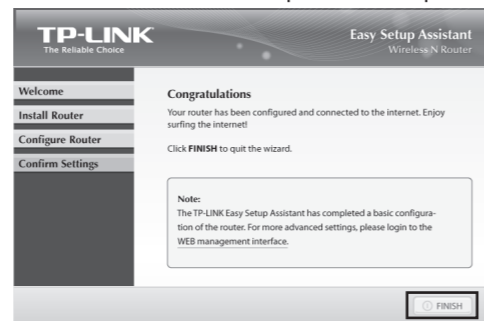 TP-LINK
The Reliable Choice
Easy Setup Assistant
Wireless N Router
Welcome
Install Router
Configure Router
Confirm Settings
Congratulations
Your router has been configured and connected to the internet. Enjoy
surfing the internet!
Click FINISH to quit the wizard.
Note:
The TP-LINK Easy Setup Assistant has completed a basic configura-
tion of the router. For more advanced settings, please login to the
WEB management interface.
FINISH